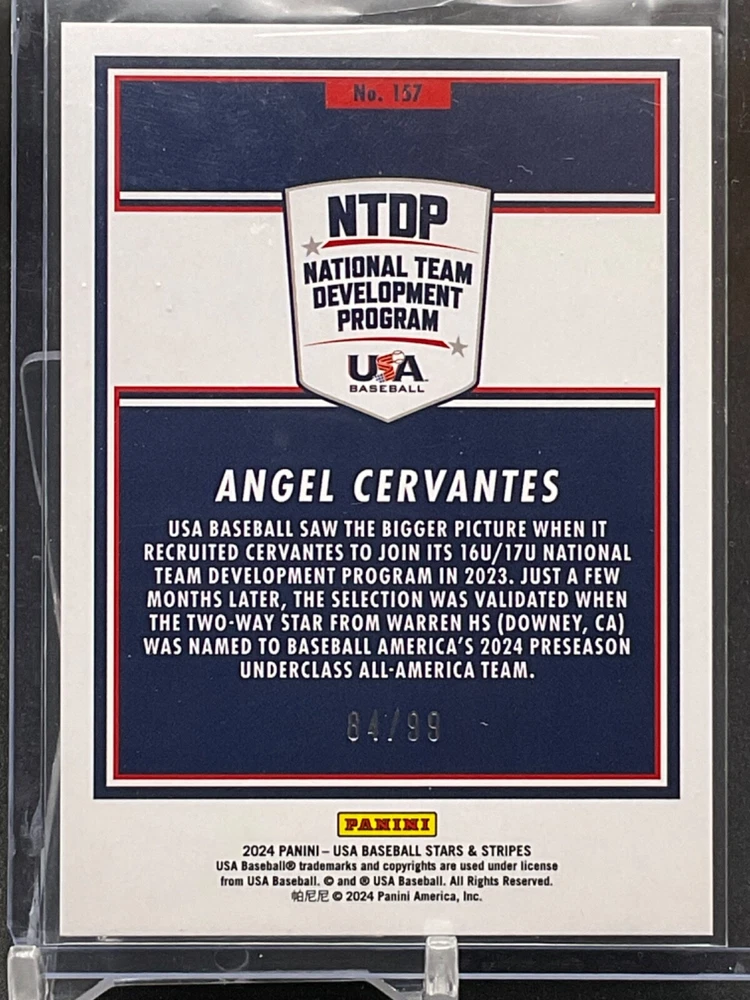 No. 157
NTDP
NATIONAL TEAM
DEVELOPMENT
PROGRAM
USA
BASEBALL
ANGEL CERVANTES
USA BASEBALL SAW THE BIGGER PICTURE WHEN IT
RECRUITED CERVANTES TO JOIN ITS 16U/17U NATIONAL
TEAM DEVELOPMENT PROGRAM IN 2023. JUST A FEW
MONTHS LATER, THE SELECTION WAS VALIDATED WHEN
THE TWO-WAY STAR FROM WARREN HS (DOWNEY, CA)
WAS NAMED TO BASEBALL AMERICA'S 2024 PRESEASON
UNDERCLASS ALL-AMERICA TEAM.
64/99
PANINI
2024 PANINI – USA BASEBALL STARS & STRIPES
USA Baseball® trademarks and copyrights are used under license
from USA Baseball. © and ® USA Baseball. All Rights Reserved.
帕尼尼 © 2024 Panini America, Inc.